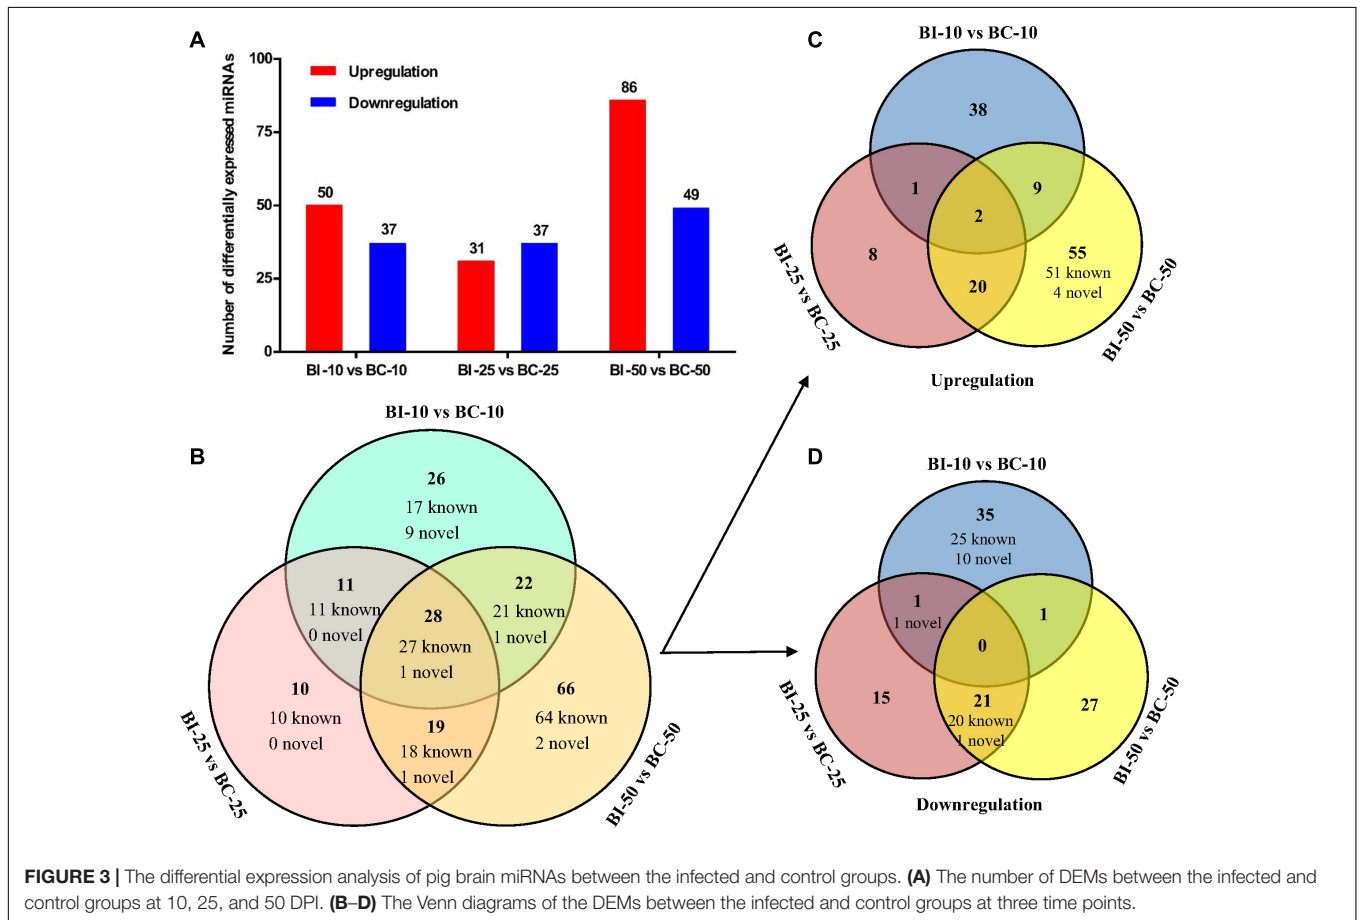 A
Number of differentially expressed miRNAs
100
75
50
25
0
Upregulation
Downregulation
50
37
31
37
86
49
BI-10 vs BC-10
BI-25 vs BC-25
BI-50 vs BC-50
B
BI-10 vs BC-10
26
17 known
9 novel
11
11 known
0 novel
22
21 known
1 novel
28
27 known
1 novel
10
10 known
0 novel
19
18 known
1 novel
66
64 known
2 novel
BI-25 vs BC-25
BI-50 vs BC-50
C
BI-10 vs BC-10
38
1
9
2
8
20
55
51 known
4 novel
BI-25 vs BC-25
BI-50 vs BC-50
Upregulation
D
BI-10 vs BC-10
35
25 known
10 novel
1
1 novel
1
0
15
21
20 known
1 novel
27
BI-25 vs BC-25
BI-50 vs BC-50
Downregulation
FIGURE 3 | The differential expression analysis of pig brain miRNAs between the infected and control groups. (A) The number of DEMs between the infected and
control groups at 10, 25, and 50 DPI. (B–D) The Venn diagrams of the DEMs between the infected and control groups at three time points.